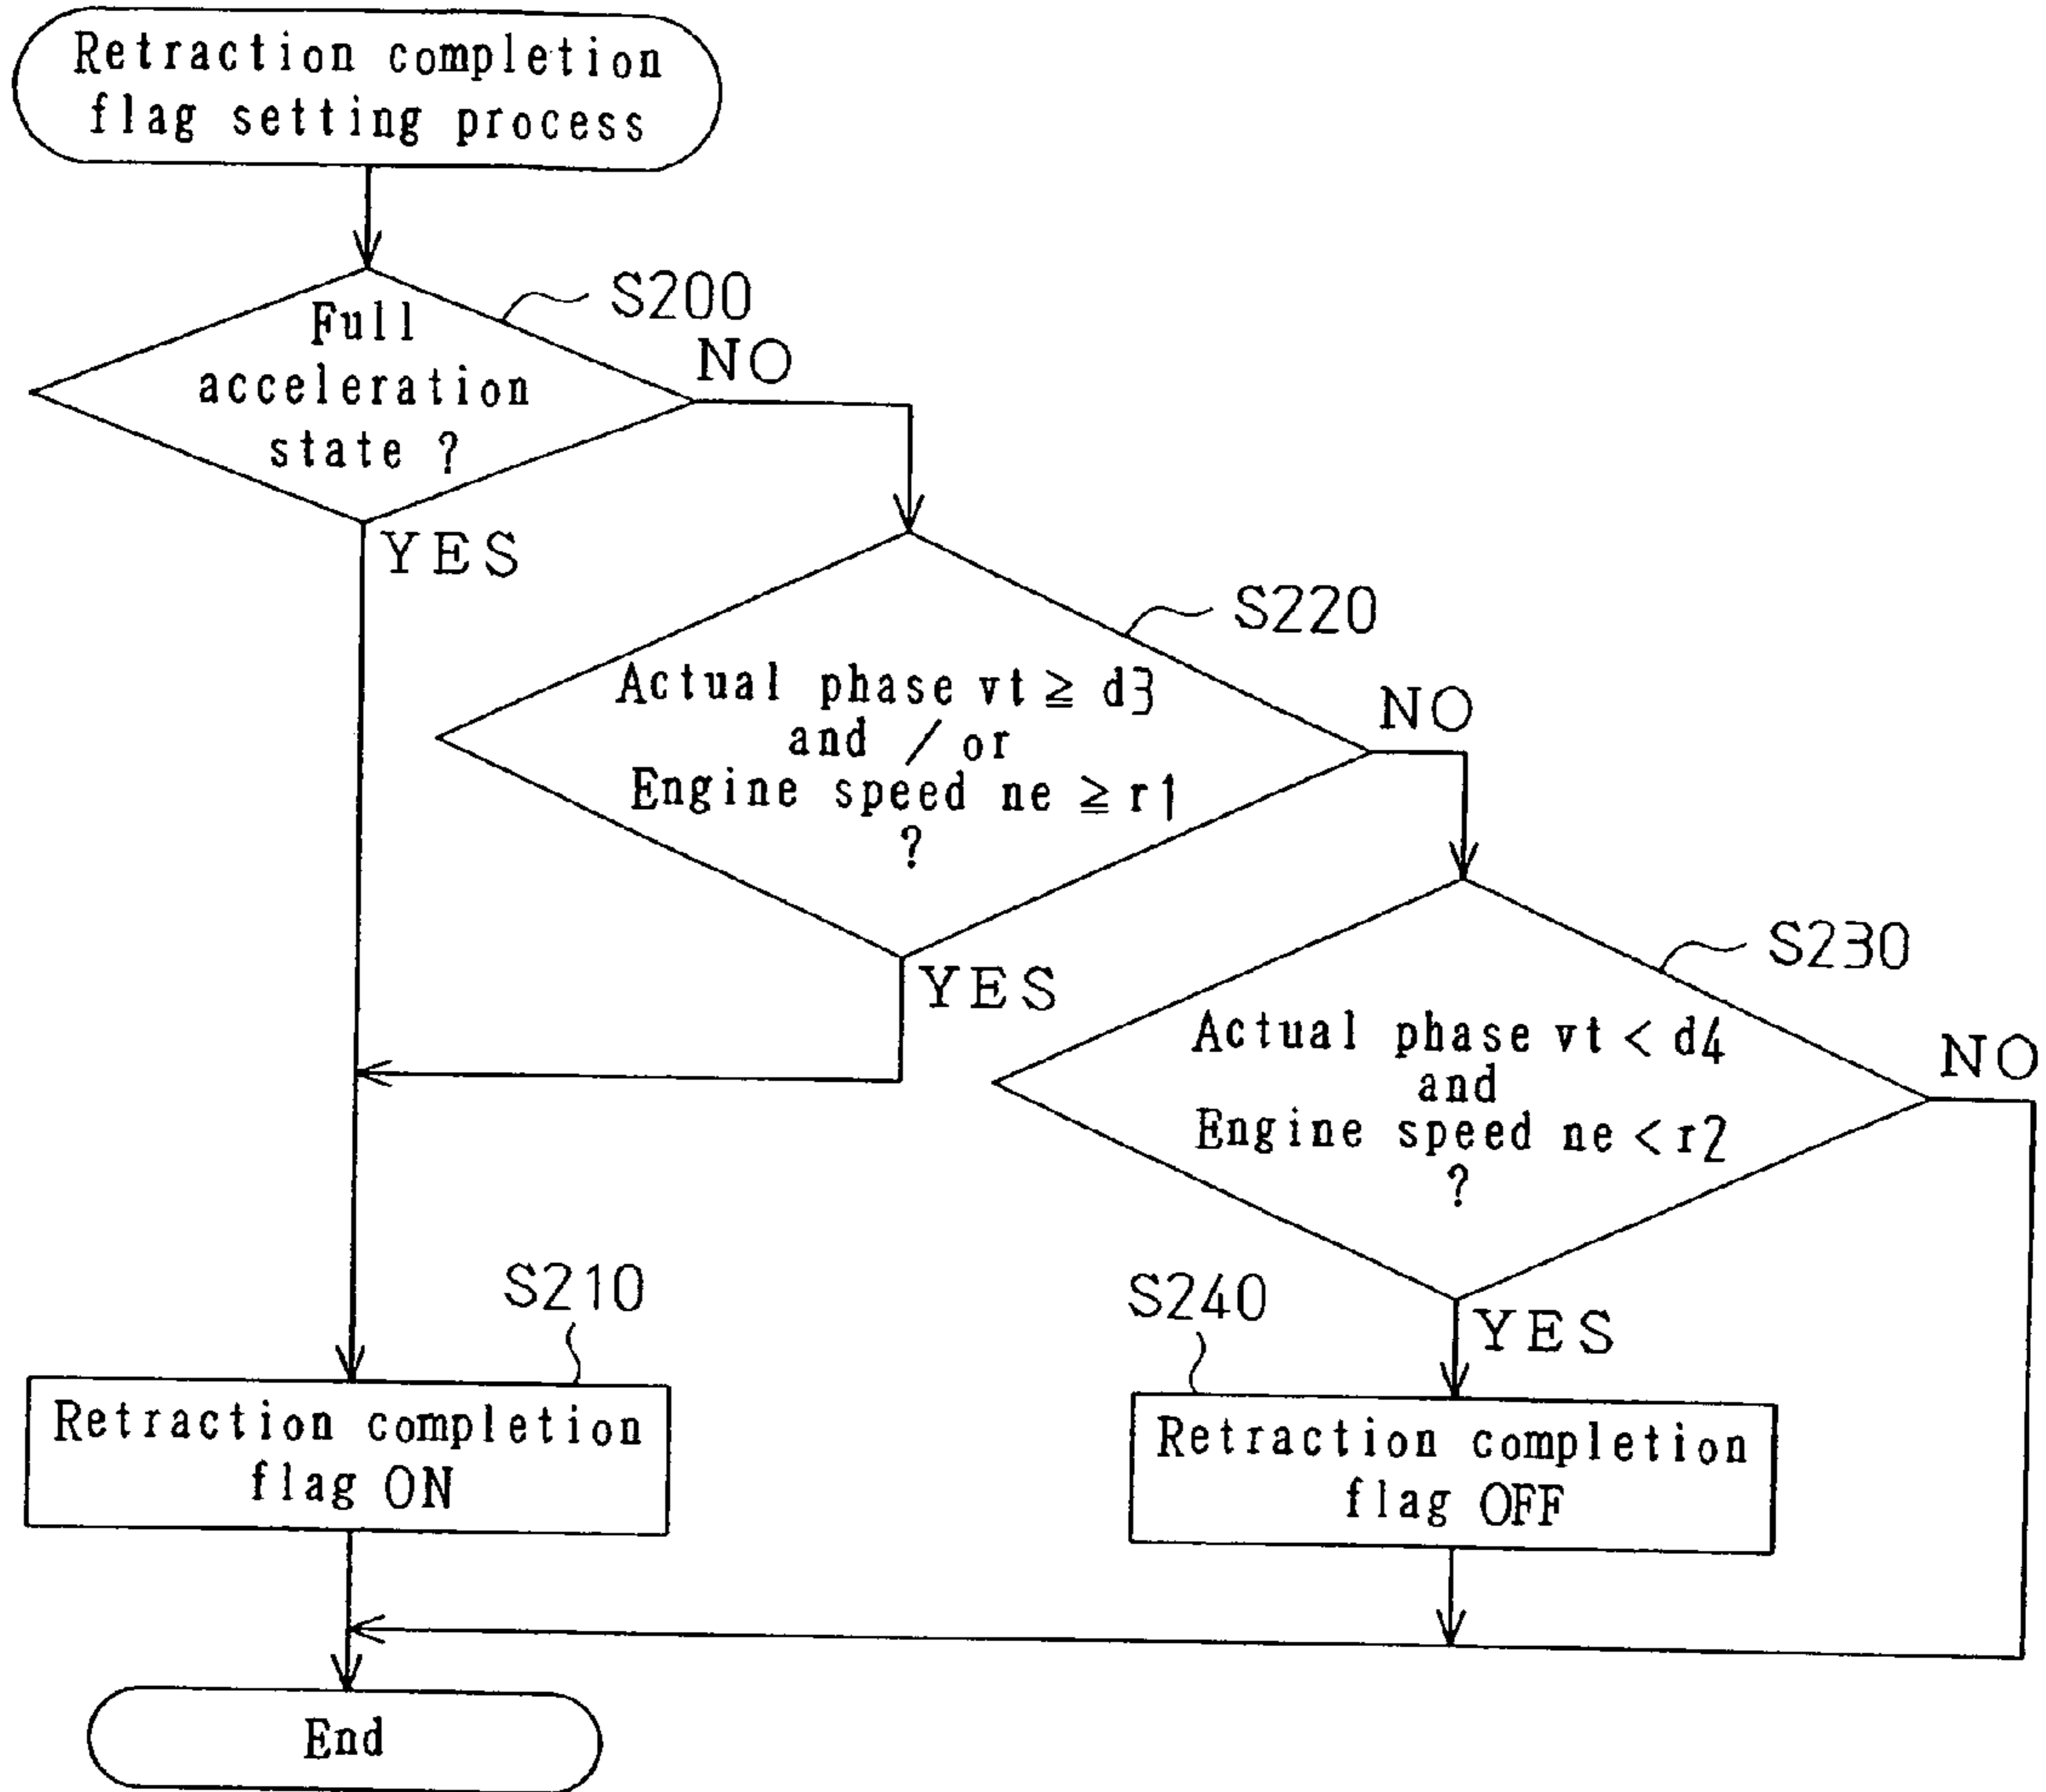 Retraction completion
flag setting process
S200
Full
acceleration
state ?
NO
YES
S220
Actual phase vt ≧ d3
and / or
Engine speed ne ≧ r1
?
NO
YES
S230
Actual phase vt < d4
and
Engine speed ne < r2
?
NO
YES
S210
Retraction completion
flag ON
S240
Retraction completion
flag OFF
End